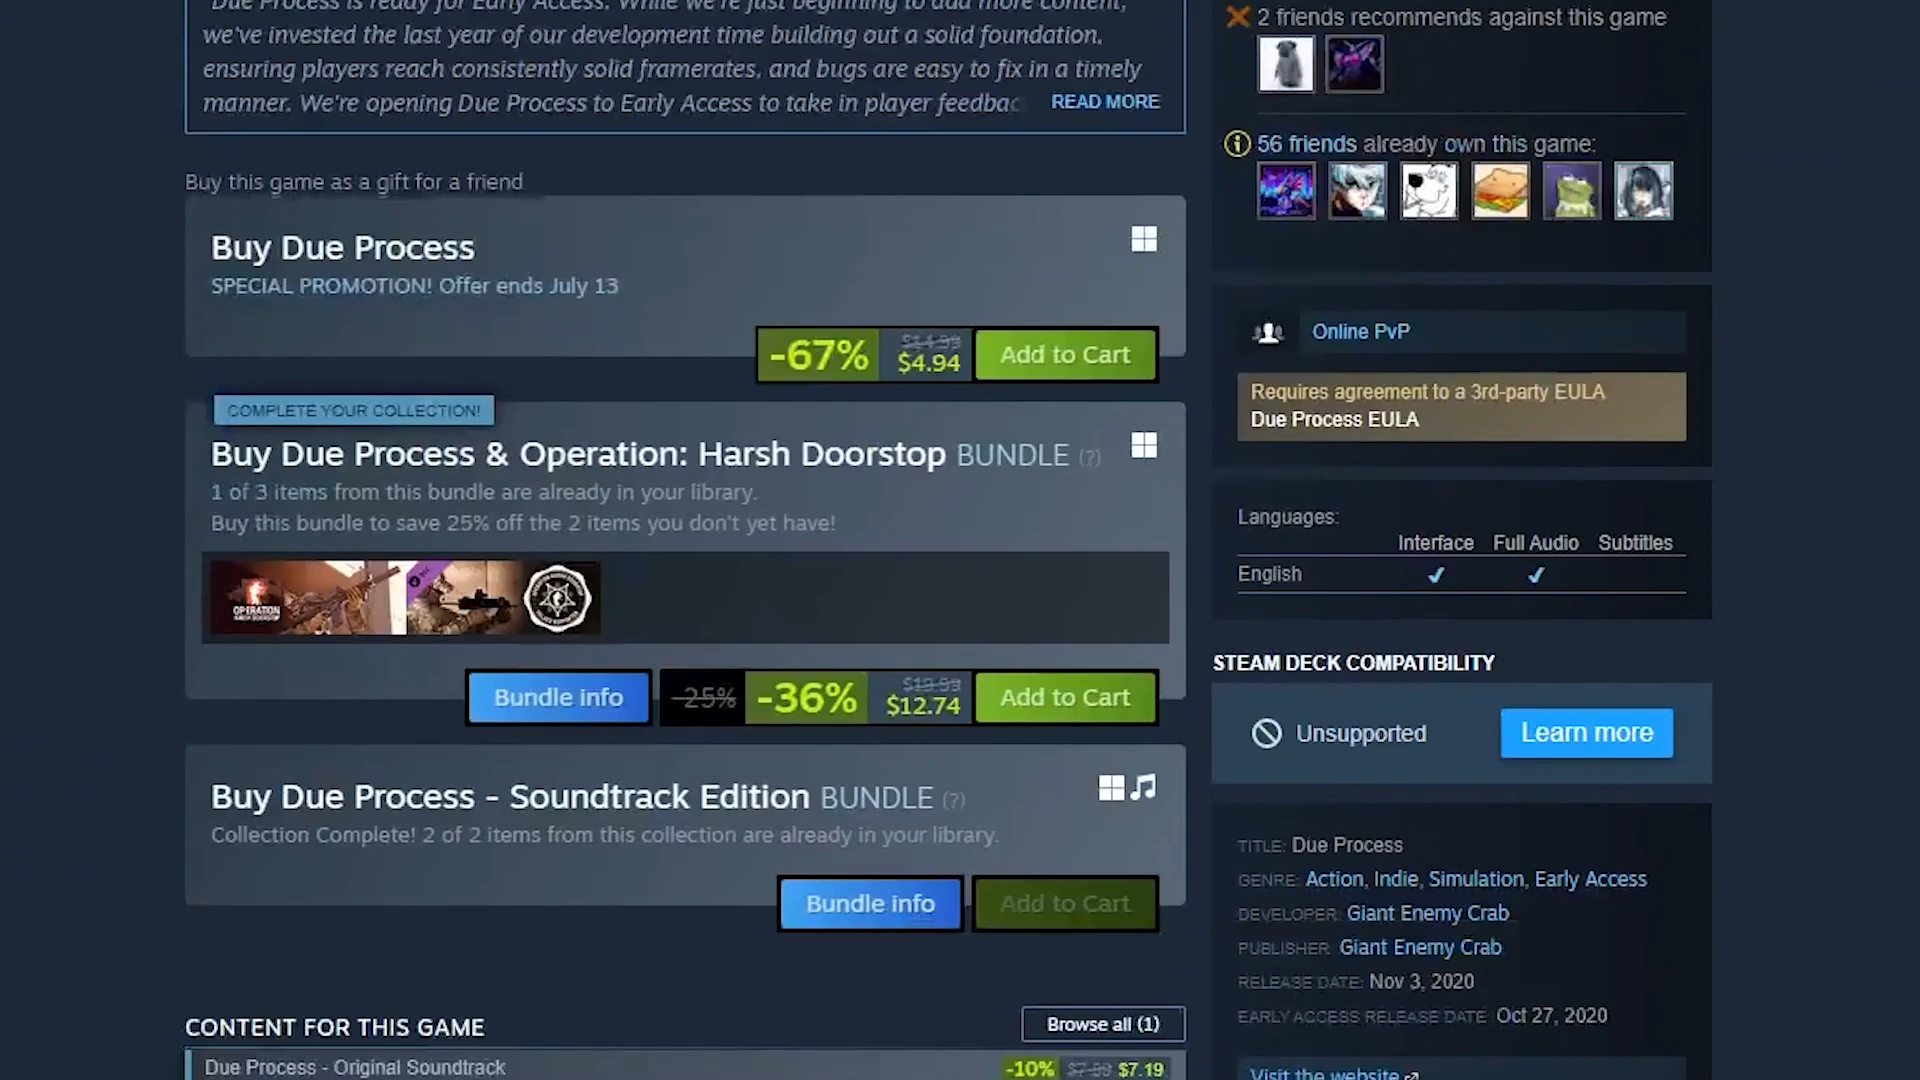 "Due Process is ready for Early Access. While we're just beginning to add more content,
we've invested the last year of our development time building out a solid foundation,
ensuring players reach consistently solid framerates, and bugs are easy to fix in a timely
manner. We're opening Due Process to Early Access to take in player feedbac
READ MORE
Buy this game as a gift for a friend
Buy Due Process
SPECIAL PROMOTION! Offer ends July 13
-67% $14.99 $4.94 Add to Cart
COMPLETE YOUR COLLECTION!
Buy Due Process & Operation: Harsh Doorstop BUNDLE (?)
1 of 3 items from this bundle are already in your library.
Buy this bundle to save 25% off the 2 items you don't yet have!
OPERATION
HARSH DOORSTOP
Bundle info -25% -36% $19.99 $12.74 Add to Cart
Buy Due Process - Soundtrack Edition BUNDLE (?)
Collection Complete! 2 of 2 items from this collection are already in your library.
Bundle info Add to Cart
CONTENT FOR THIS GAME
Browse all (1)
Due Process - Original Soundtrack -10% $7.99 $7.19
2 friends recommends against this game
56 friends already own this game:
Online PvP
Requires agreement to a 3rd-party EULA
Due Process EULA
Languages:
Interface Full Audio Subtitles
English ✔ ✔
STEAM DECK COMPATIBILITY
Unsupported Learn more
TITLE: Due Process
GENRE: Action, Indie, Simulation, Early Access
DEVELOPER: Giant Enemy Crab
PUBLISHER: Giant Enemy Crab
RELEASE DATE: Nov 3, 2020
EARLY ACCESS RELEASE DATE: Oct 27, 2020
Visit the website